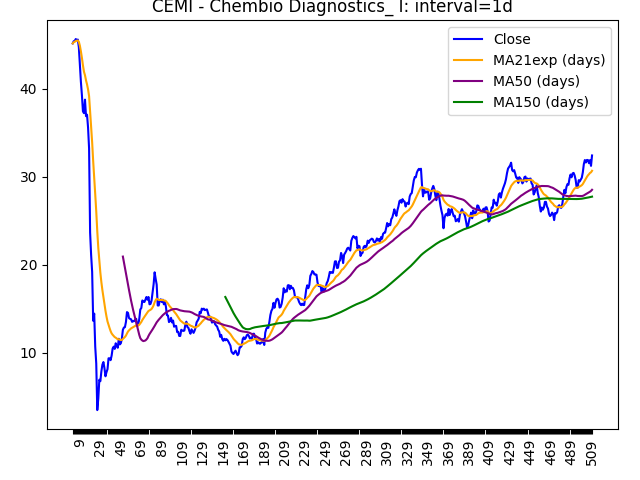 CEMI - Chembio Diagnostics_ I: interval=1d
Close
MA21exp (days)
MA50 (days)
MA150 (days)
40
30
20
10
9 29 49 69 89 109 129 149 169 189 209 229 249 269 289 309 329 349 369 389 409 429 449 469 489 509